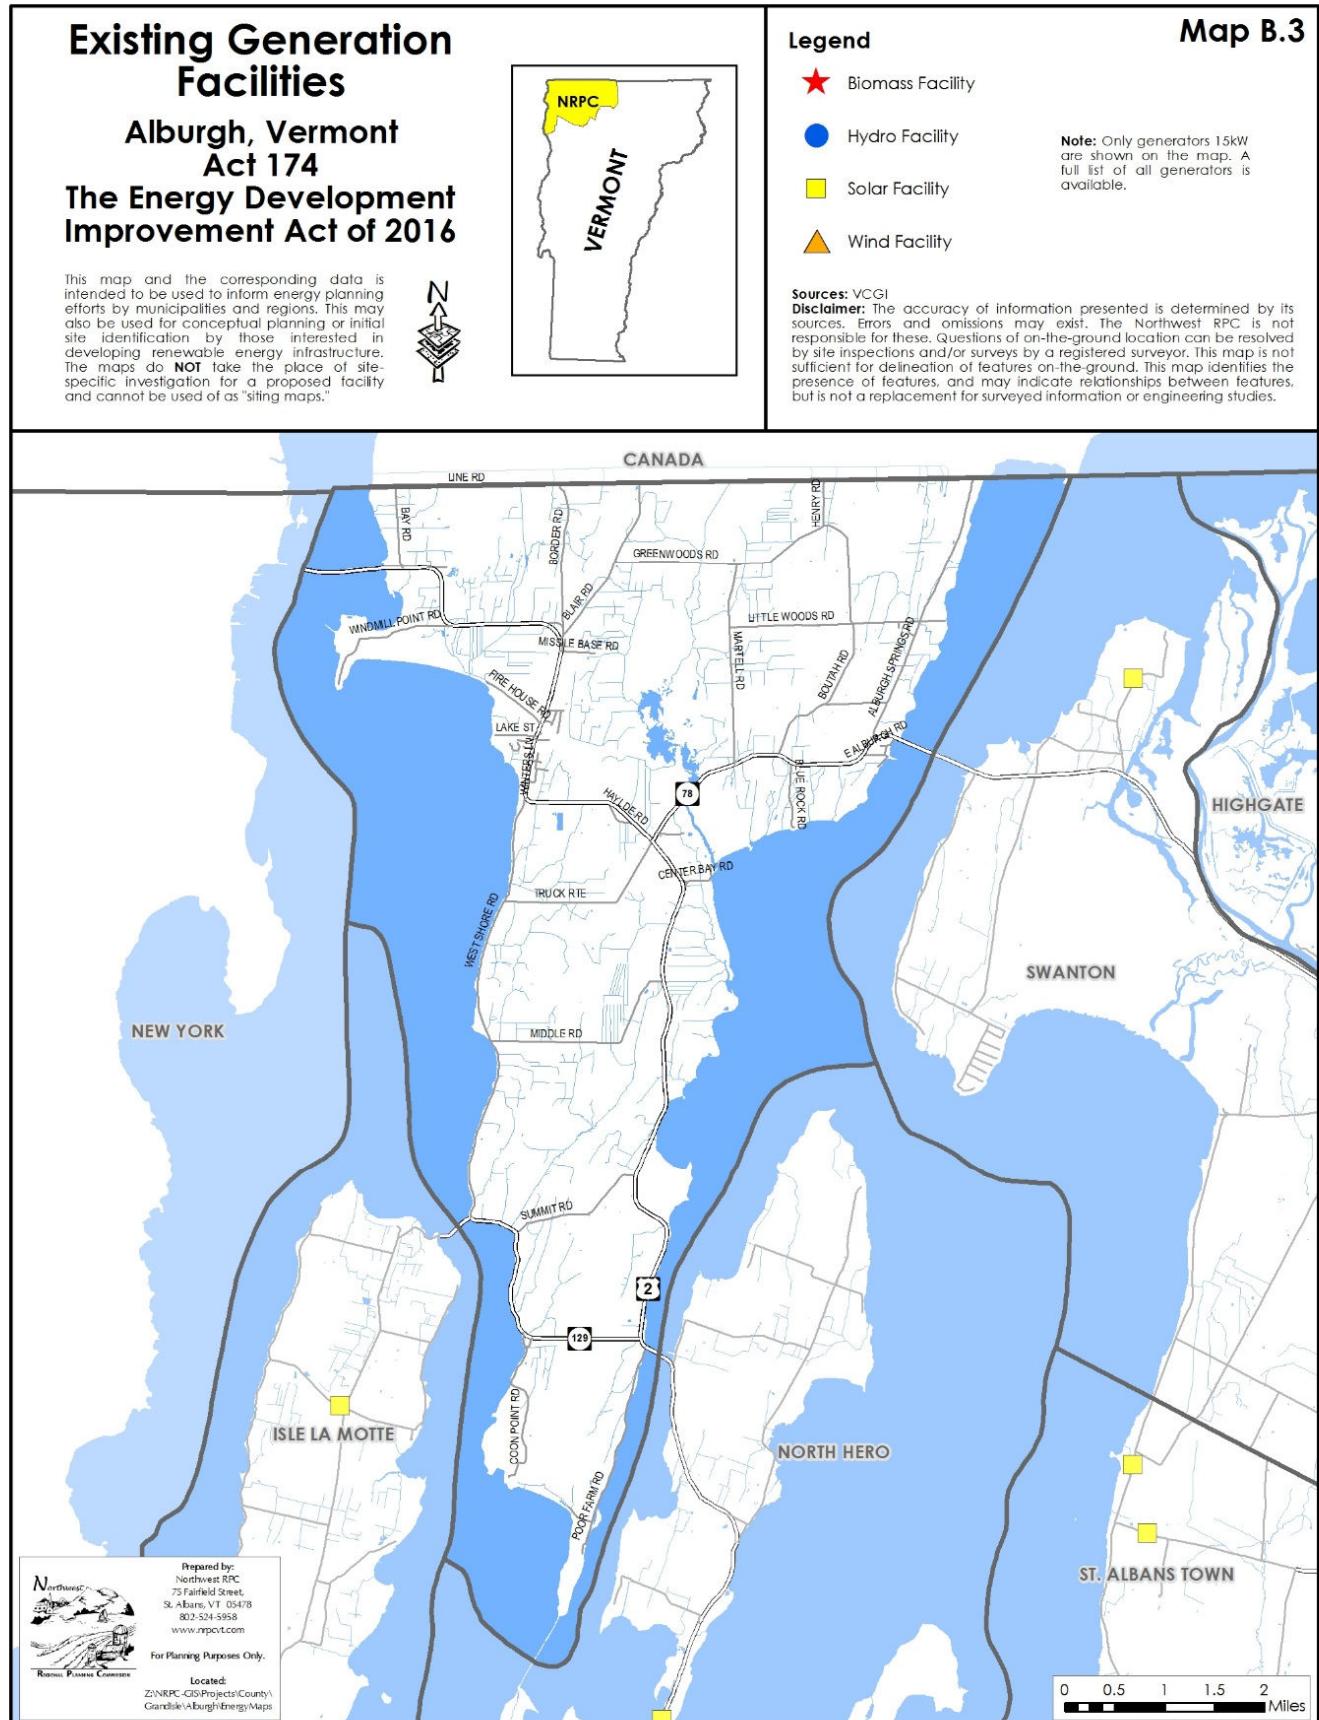 Existing Generation
Facilities
Alburgh, Vermont
Act 174
The Energy Development
Improvement Act of 2016
This map and the corresponding data is
intended to be used to inform energy planning
efforts by municipalities and regions. This may
also be used for conceptual planning or initial
site identification by those interested in
developing renewable energy infrastructure.
The maps do NOT take the place of site-
specific investigation for a proposed facility
and cannot be used of as "siting maps."
N
NRPC
VERMONT
Map B.3
Legend
Biomass Facility
Hydro Facility
Solar Facility
Wind Facility
Note: Only generators 15kW
are shown on the map. A
full list of all generators is
available.
Sources: VCGI
Disclaimer: The accuracy of information presented is determined by its
sources. Errors and omissions may exist. The Northwest RPC is not
responsible for these. Questions of on-the-ground location can be resolved
by site inspections and/or surveys by a registered surveyor. This map is not
sufficient for delineation of features on-the-ground. This map identifies the
presence of features, and may indicate relationships between features,
but is not a replacement for surveyed information or engineering studies.
CANADA
LINE RD
BAY RD
BORDER RD
HENRY RD
GREENWOODS RD
BLAIR RD
WINDMILL POINT RD
LITTLE WOODS RD
MISSILE BASE RD
MARTELL RD
BOUTAH RD
ALBURGH SPRINGS RD
FIRE HOUSE RD
LAKE ST
WATERS LN
E ALBURGH RD
BLUE ROCK RD
78
HAYLDE RD
HIGHGATE
CENTER BAY RD
TRUCK RTE
WEST SHORE RD
SWANTON
NEW YORK
MIDDLE RD
SUMMIT RD
2
129
COON POINT RD
ISLE LA MOTTE
NORTH HERO
POOR FARM RD
ST. ALBANS TOWN
Northwest
REGIONAL PLANNING COMMISSION
Prepared by:
Northwest RPC
75 Fairfield Street,
St. Albans, VT 05478
802-524-5958
www.nrpcvt.com
For Planning Purposes Only.
Located:
Z:\NRPC-GIS\Projects\County\
GrandIsle\Alburgh\EnergyMaps
0 0.5 1 1.5 2
Miles